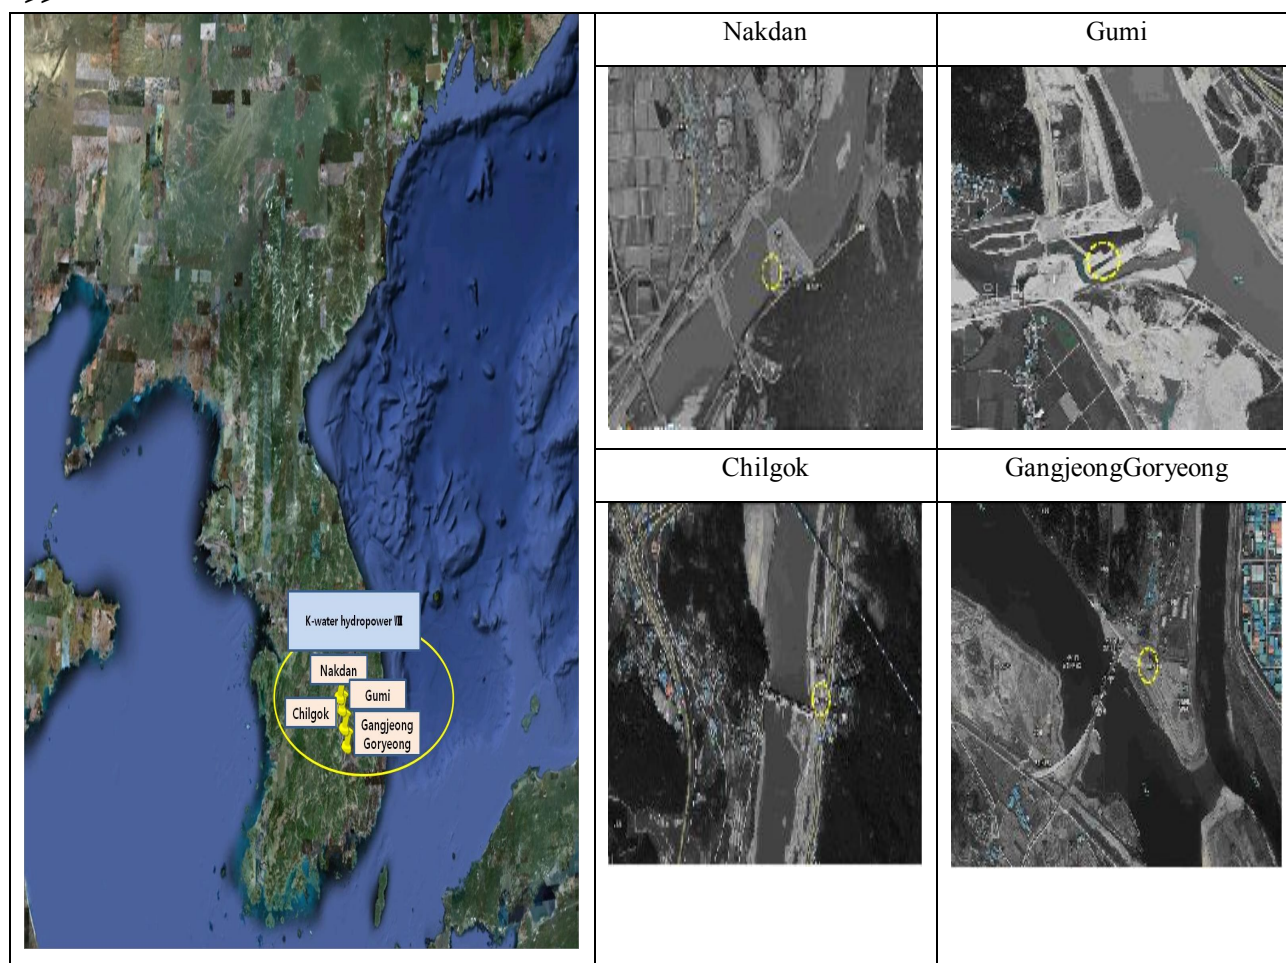 Nakdan
Gumi
K-water hydropower Ⅷ
Nakdan
Gumi
Chilgok
Gangjeong
Goryeong
Chilgok
GangjeongGoryeong